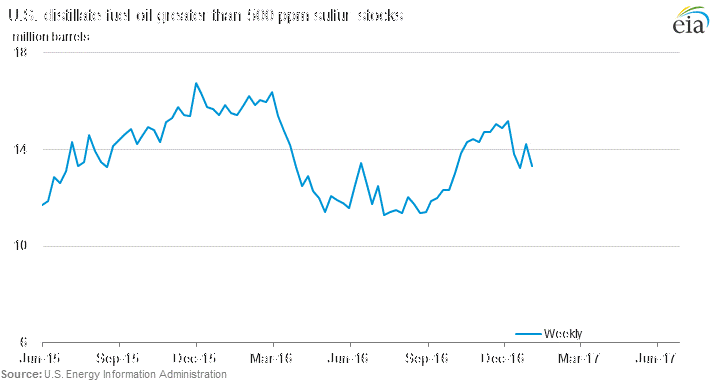 U.S. distillate fuel oil greater than 500 ppm sulfur stocks
million barrels
eia
18
14
10
6
Jun-15 Sep-15 Dec-15 Mar-16 Jun-16 Sep-16 Dec-16 Mar-17 Jun-17
Weekly
Source: U.S. Energy Information Administration